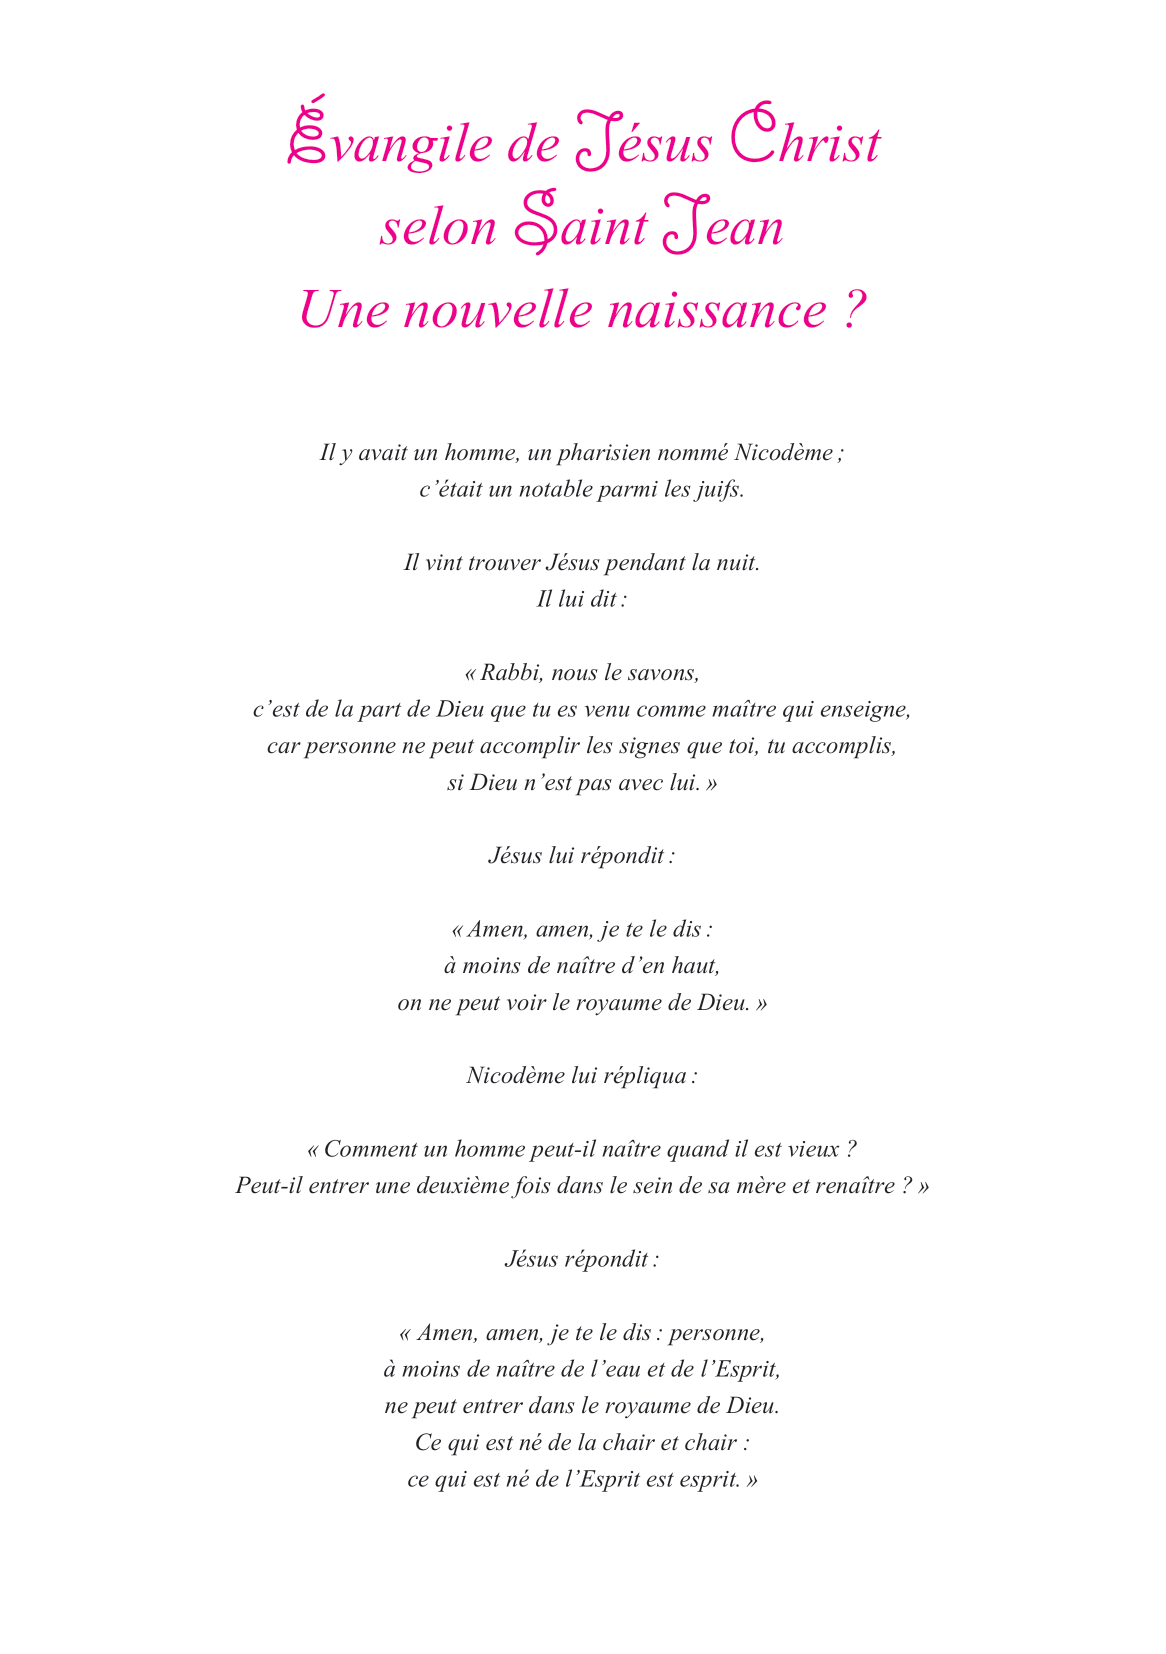 Évangile de Jésus Christ
selon Saint Jean
Une nouvelle naissance ?
Il y avait un homme, un pharisien nommé Nicodème ;
c’était un notable parmi les juifs.
Il vint trouver Jésus pendant la nuit.
Il lui dit :
« Rabbi, nous le savons,
c’est de la part de Dieu que tu es venu comme maître qui enseigne,
car personne ne peut accomplir les signes que toi, tu accomplis,
si Dieu n’est pas avec lui. »
Jésus lui répondit :
« Amen, amen, je te le dis :
à moins de naître d’en haut,
on ne peut voir le royaume de Dieu. »
Nicodème lui répliqua :
« Comment un homme peut-il naître quand il est vieux ?
Peut-il entrer une deuxième fois dans le sein de sa mère et renaître ? »
Jésus répondit :
« Amen, amen, je te le dis : personne,
à moins de naître de l’eau et de l’Esprit,
ne peut entrer dans le royaume de Dieu.
Ce qui est né de la chair et chair :
ce qui est né de l’Esprit est esprit. »